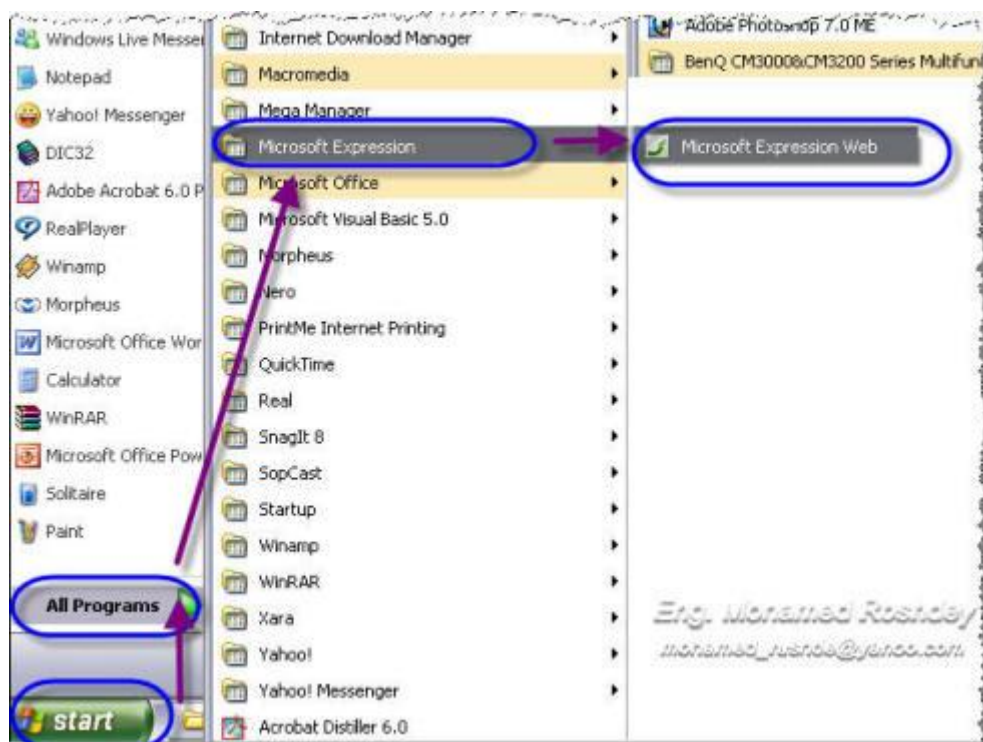 Windows Live Messe
Notepad
Yahoo! Messenger
DIC32
Adobe Acrobat 6.0 P
RealPlayer
Winamp
Morpheus
Microsoft Office Wor
Calculator
WinRAR
Microsoft Office Pow
Solitaire
Paint
All Programs
start
Internet Download Manager
Macromedia
Mega Manager
Microsoft Expression
Microsoft Office
Microsoft Visual Basic 5.0
Morpheus
Nero
PrintMe Internet Printing
QuickTime
Real
SnagIt 8
SopCast
Startup
Winamp
WinRAR
Xara
Yahoo!
Yahoo! Messenger
Acrobat Distiller 6.0
Adobe Photoshop 7.0 ME
BenQ CM3000&CM3200 Series Multifun
Microsoft Expression Web
Eng. Mohamed Roshdey